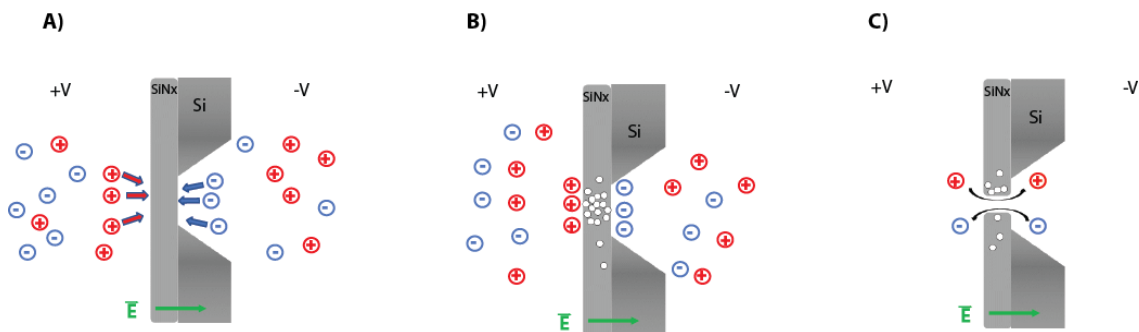 A)
+V
SiNx
Si
-V
+
-
E
B)
+V
SiNx
Si
-V
+
-
E
C)
+V
SiNx
Si
-V
+
-
E